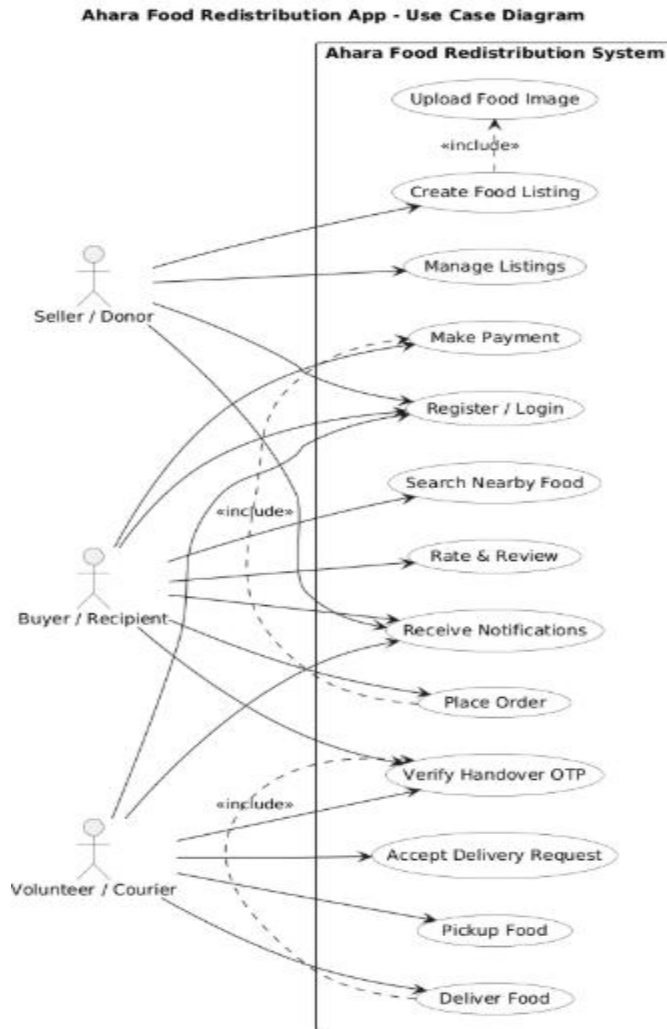 Ahara Food Redistribution App - Use Case Diagram
Ahara Food Redistribution System
Upload Food Image
«include»
Create Food Listing
Manage Listings
Seller / Donor
Make Payment
Register / Login
Search Nearby Food
«include»
Rate & Review
Buyer / Recipient
Receive Notifications
Place Order
Verify Handover OTP
«include»
Accept Delivery Request
Volunteer / Courier
Pickup Food
Deliver Food